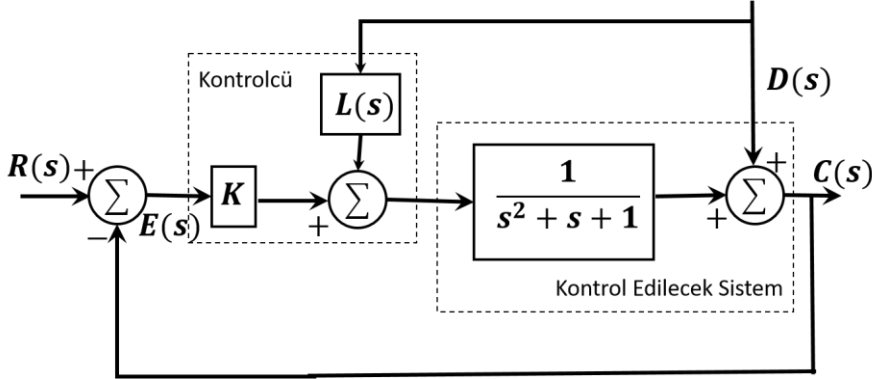 Kontrolcü
L(s)
D(s)
R(s)
+
Σ
−
E(s)
K
+
Σ
1
s² + s + 1
+
+
Σ
C(s)
Kontrol Edilecek Sistem